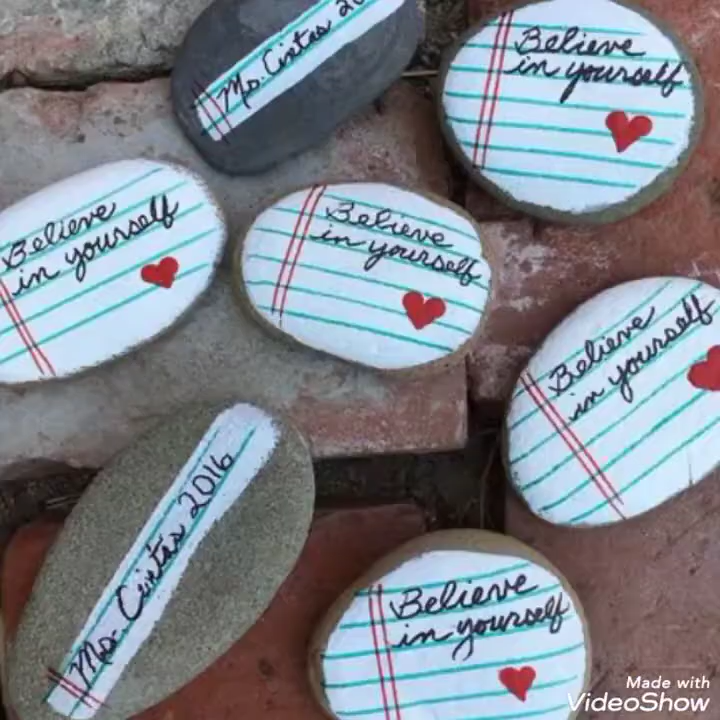 Ms. Cintas 20
Believe
in yourself
Believe
in yourself
Believe
in yourself
Believe
in yourself
Ms. Cintas 2016
Believe
in yourself
Made with
VideoShow